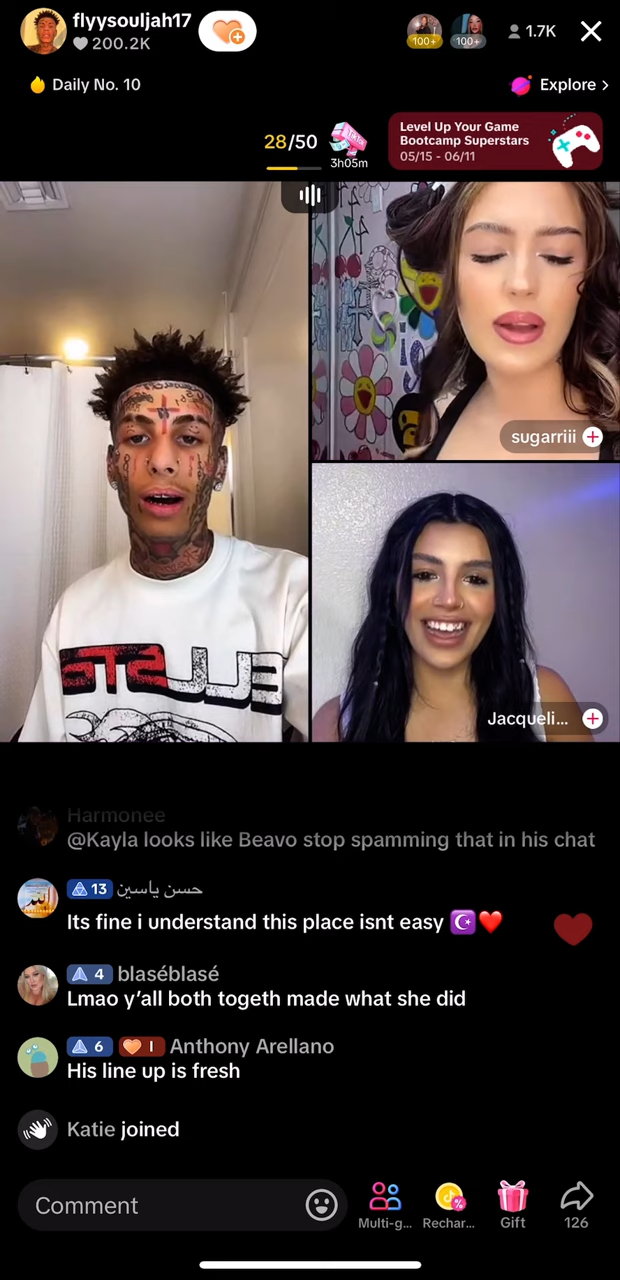 flyysouljah17
200.2K
100+
100+
1.7K
Daily No. 10
Explore >
28/50
3h05m
Level Up Your Game
Bootcamp Superstars
05/15 - 06/11
sugarriii
Jacqueli...
Harmonee
@Kayla looks like Beavo stop spamming that in his chat
13 حسن ياسين
Its fine i understand this place isnt easy ☪️❤️
4 blaséblasé
Lmao y'all both togeth made what she did
6 I Anthony Arellano
His line up is fresh
Katie joined
Comment
Multi-g...
Rechar...
Gift
126